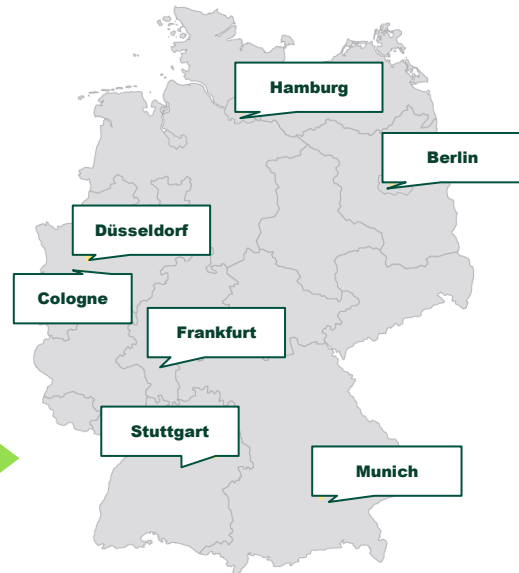 Hamburg
Berlin
Düsseldorf
Cologne
Frankfurt
Stuttgart
Munich